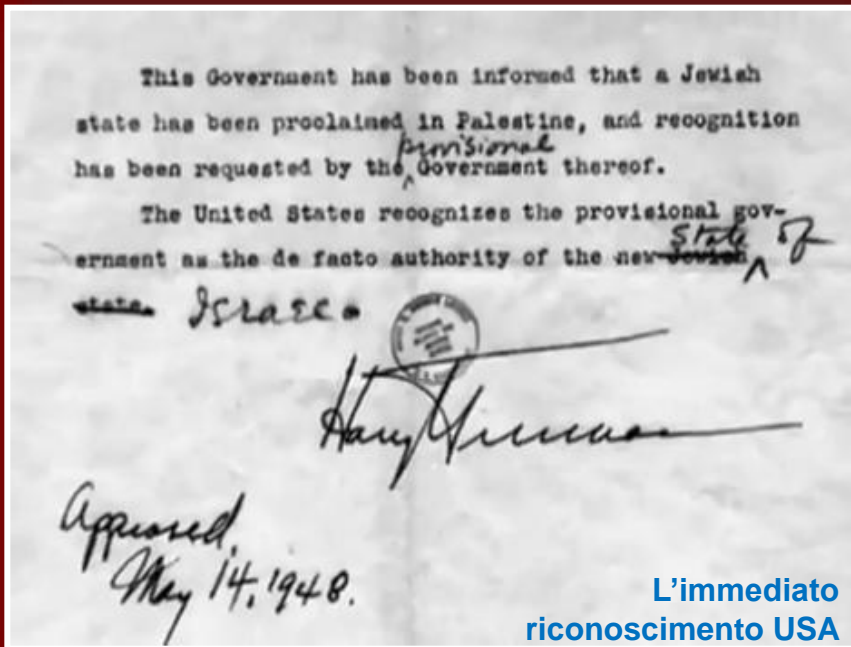 This Government has been informed that a Jewish
state has been proclaimed in Palestine, and recognition
provisional
has been requested by the Government thereof.
The United States recognizes the provisional gov-
State of
ernment as the de facto authority of the new Jewish
state. Israel.
Harry Truman
Approved,
May 14, 1948.
L'immediato
riconoscimento USA